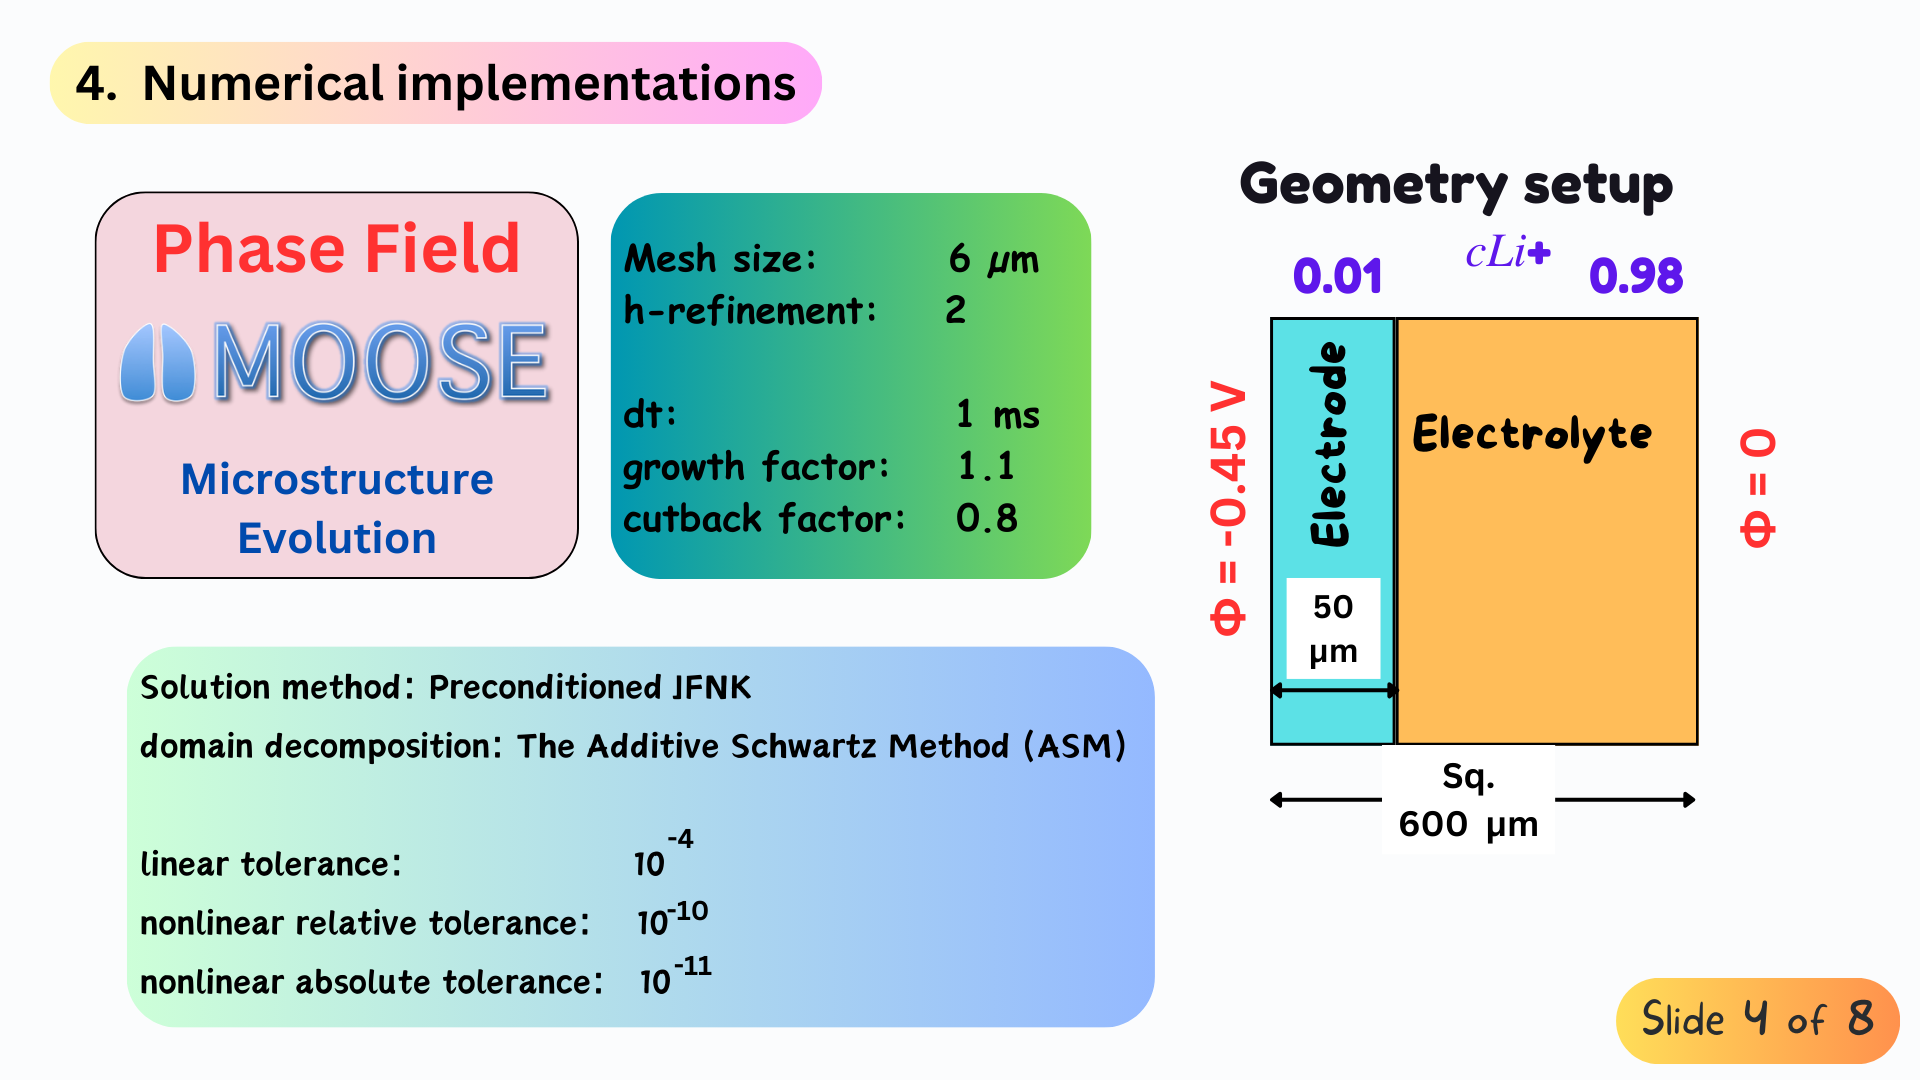 4. Numerical implementations
Phase Field
MOOSE
Microstructure
Evolution
Mesh size: 6 µm
h-refinement: 2
dt: 1 ms
growth factor: 1.1
cutback factor: 0.8
Solution method: Preconditioned JFNK
domain decomposition: The Additive Schwartz Method (ASM)
linear tolerance: 10^-4
nonlinear relative tolerance: 10^-10
nonlinear absolute tolerance: 10^-11
Geometry setup
cLi+
0.01 0.98
Φ = -0.45 V
Electrode
Electrolyte
Φ = 0
50
µm
Sq.
600 µm
Slide 4 of 8